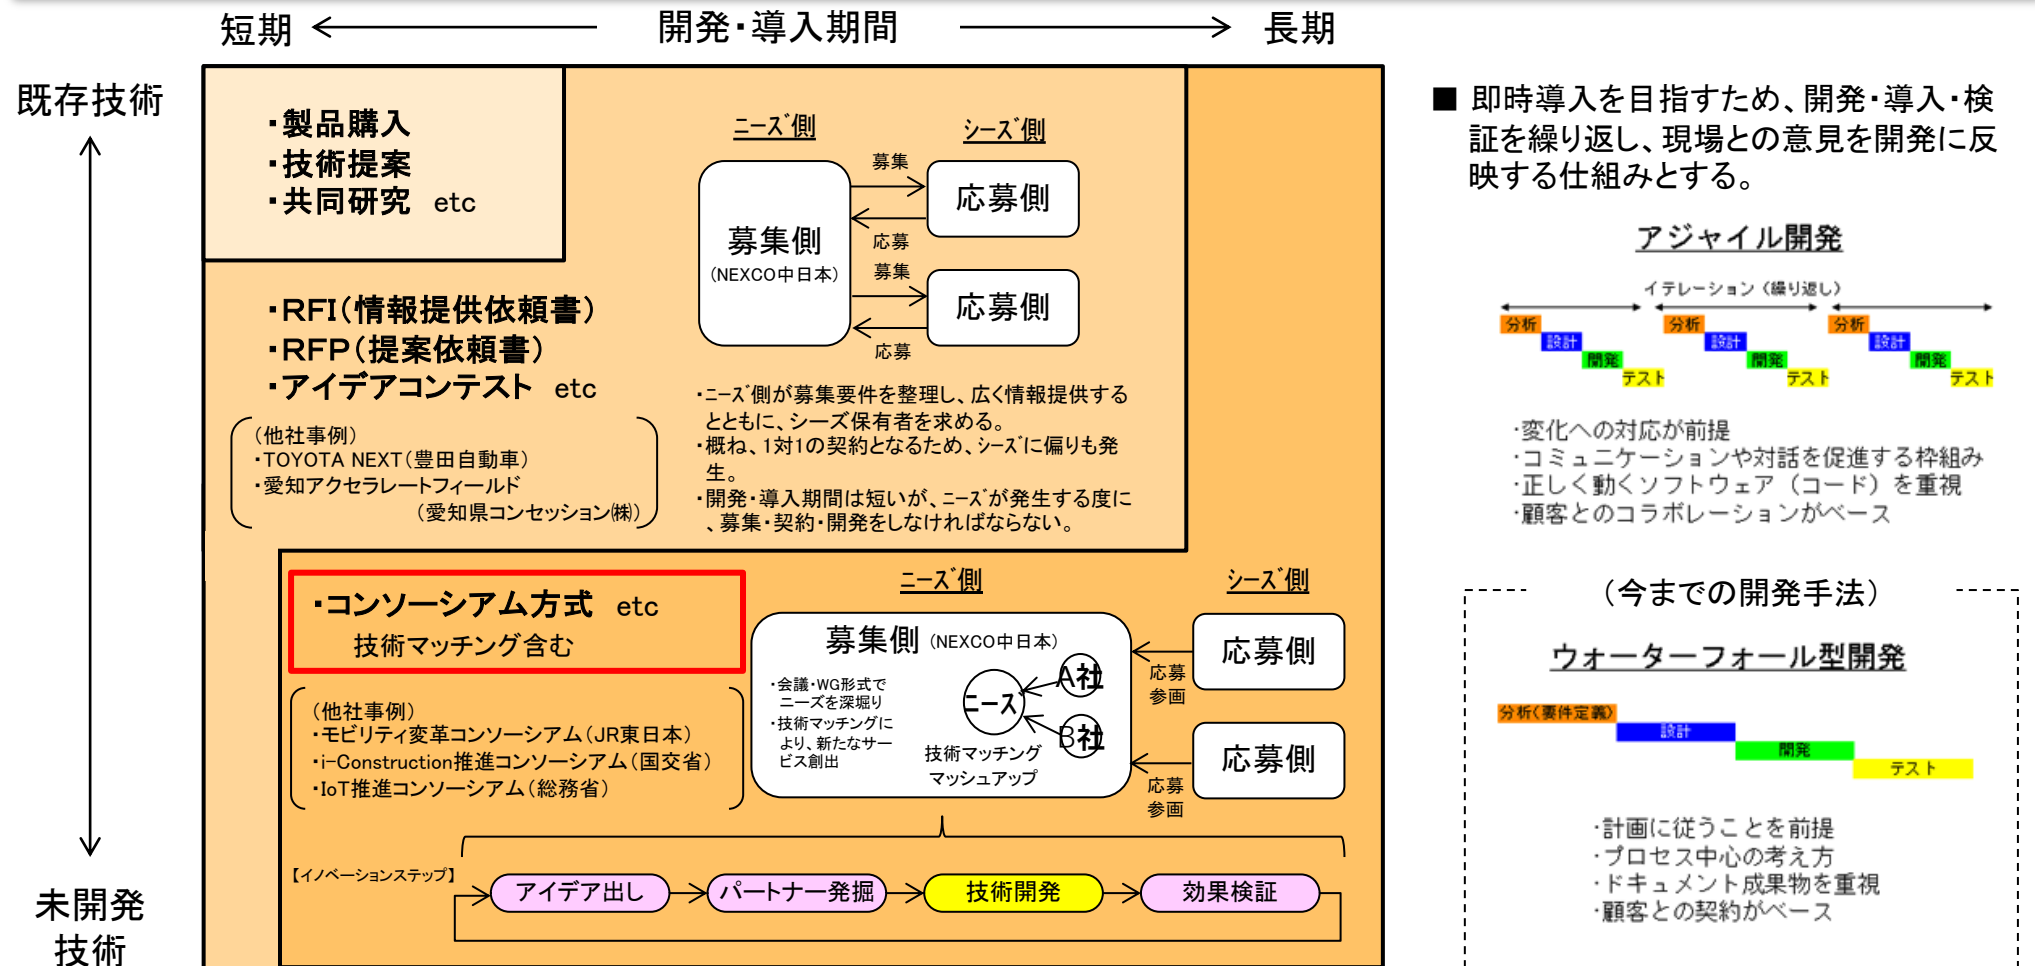 短期
開発・導入期間
長期
既存技術
未開発
技術
・製品購入
・技術提案
・共同研究 etc
・RFI(情報提供依頼書)
・RFP(提案依頼書)
・アイデアコンテスト etc
(他社事例)
・TOYOTA NEXT(豊田自動車)
・愛知アクセラレートフィールド
(愛知県コンセッション㈱)
ﾆｰｽﾞ側
ｼｰｽﾞ側
募集側
(NEXCO中日本)
募集
応募側
応募
募集
応募側
応募
・ﾆｰｽﾞ側が募集要件を整理し、広く情報提供する
とともに、シーズ保有者を求める。
・概ね、1対1の契約となるため、ｼｰｽﾞに偏りも発
生。
・開発・導入期間は短いが、ﾆｰｽﾞが発生する度に
、募集・契約・開発をしなければならない。
・コンソーシアム方式 etc
技術マッチング含む
(他社事例)
・モビリティ変革コンソーシアム(JR東日本)
・i-Construction推進コンソーシアム(国交省)
・IoT推進コンソーシアム(総務省)
ﾆｰｽﾞ側
ｼｰｽﾞ側
募集側 (NEXCO中日本)
・会議・WG形式で
ニーズを深堀り
・技術マッチングに
より、新たなサー
ビス創出
ニーズ
A社
B社
技術マッチング
マッシュアップ
応募側
応募
参画
応募側
応募
参画
【イノベーションステップ】
アイデア出し
パートナー発掘
技術開発
効果検証
■ 即時導入を目指すため、開発・導入・検
証を繰り返し、現場との意見を開発に反
映する仕組みとする。
アジャイル開発
イテレーション(繰り返し)
分析
設計
開発
テスト
分析
設計
開発
テスト
分析
設計
開発
テスト
・変化への対応が前提
・コミュニケーションや対話を促進する枠組み
・正しく動くソフトウェア(コード)を重視
・顧客とのコラボレーションがベース
(今までの開発手法)
ウォーターフォール型開発
分析(要件定義)
設計
開発
テスト
・計画に従うことを前提
・プロセス中心の考え方
・ドキュメント成果物を重視
・顧客との契約がベース